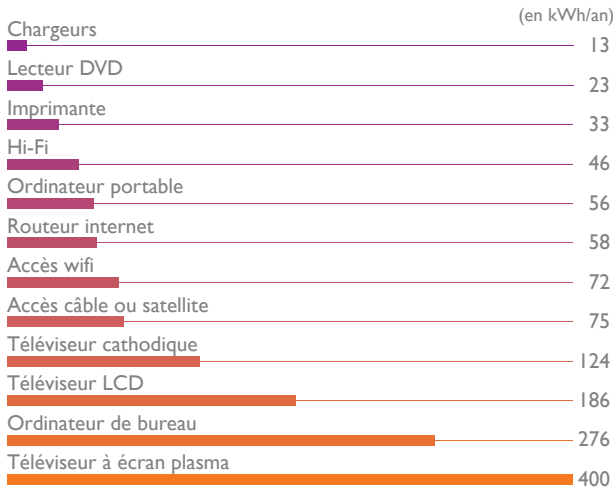 (en kWh/an)
Chargeurs
13
Lecteur DVD
23
Imprimante
33
Hi-Fi
46
Ordinateur portable
56
Routeur internet
58
Accès wifi
72
Accès câble ou satellite
75
Téléviseur cathodique
124
Téléviseur LCD
186
Ordinateur de bureau
276
Téléviseur à écran plasma
400